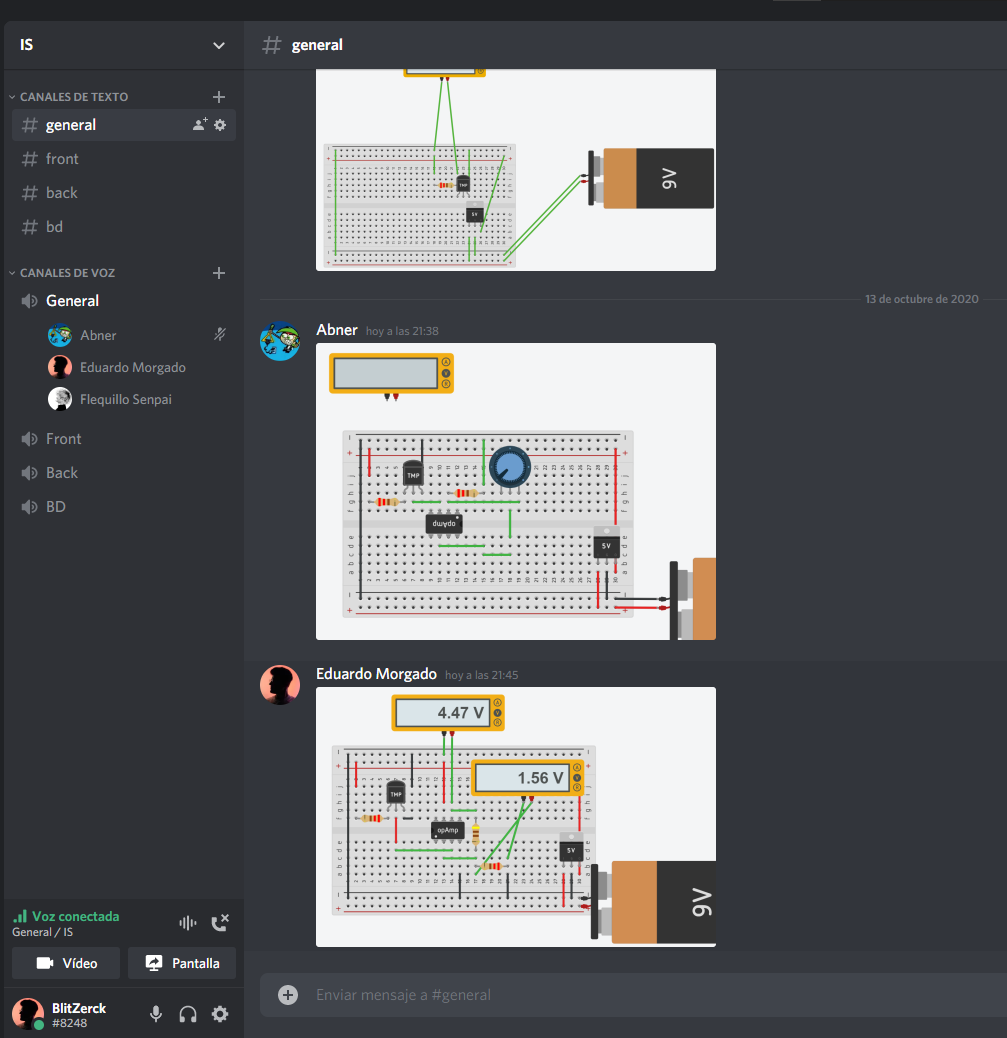 IS
general
CANALES DE TEXTO
general
front
back
bd
CANALES DE VOZ
General
Abner
Eduardo Morgado
Flequillo Senpai
Front
Back
BD
Voz conectada
General / IS
Vídeo
Pantalla
BlitZerck
#8248
TMP
5V
9V
13 de octubre de 2020
Abner hoy a las 21:38
TMP
opAmp
5V
Eduardo Morgado hoy a las 21:45
4.47 V
1.56 V
TMP
opAmp
5V
9V
Enviar mensaje a #general